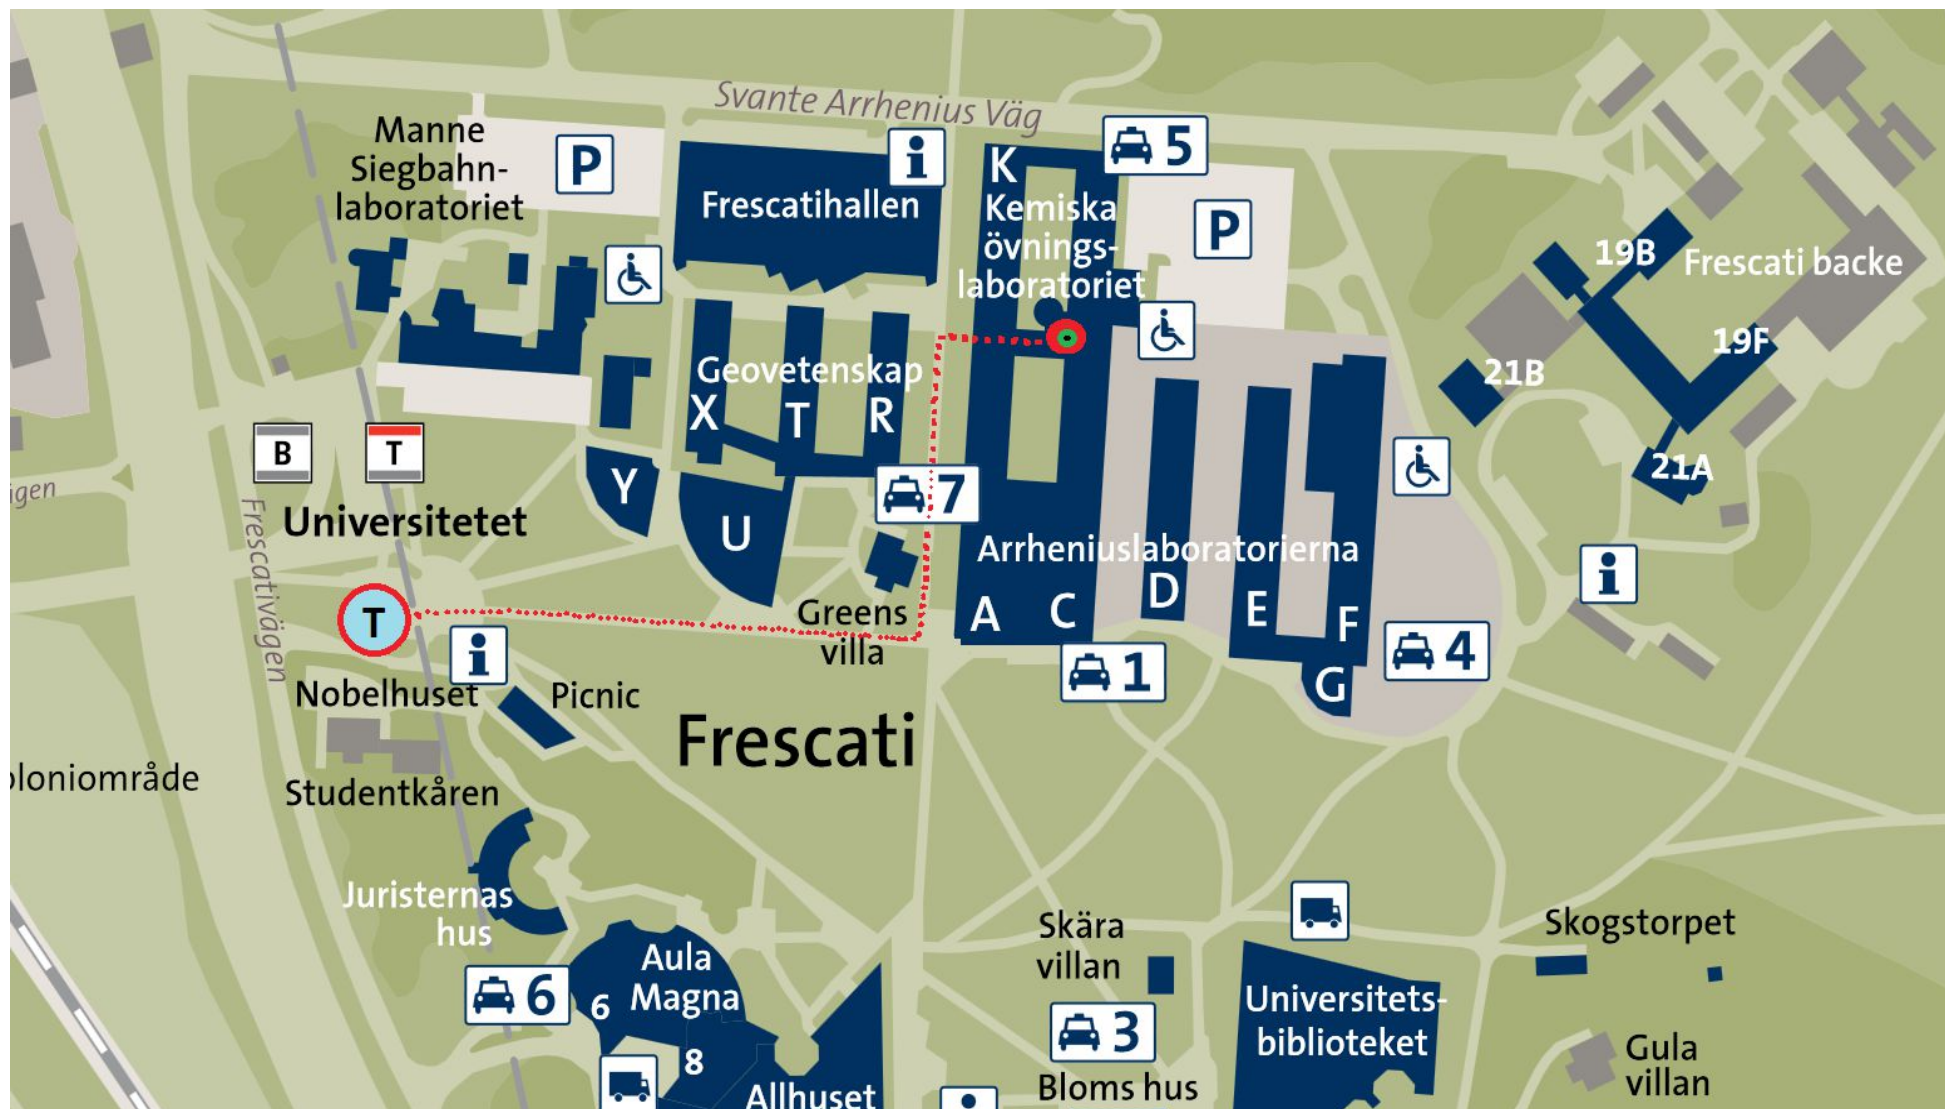 Svante Arrhenius Väg
Manne
Siegbahn-
laboratoriet
P
i
5
K
Frescatihallen
Kemiska
övnings-
laboratoriet
P
19B
Frescati backe
19F
21B
21A
Geovetenskap
X
T
R
B
T
Y
U
7
Universitetet
Frescativägen
Arrheniuslaboratorierna
A
C
D
E
F
G
i
T
Greens
villa
i
1
4
Nobelhuset
Picnic
Frescati
Studentkåren
Juristernas
hus
Aula
Magna
6
6
8
Allhuset
Skära
villan
3
Bloms hus
Universitets-
biblioteket
Skogstorpet
Gula
villan